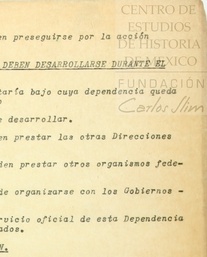 CENTRO DE
ESTUDIOS
DE HISTORIA
DE MÉXICO
FUNDACIÓN
Carlos Slim
en preseguirse por la acción
DEBEN DESARROLLARSE DURANTE EL
taría bajo cuya dependencia queda
e desarrollar.
en prestar las otras Direcciones
den prestar otros organismos fede-
de organizarse con los Gobiernos -
rvicio oficial de esta Dependencia
ados.
N.